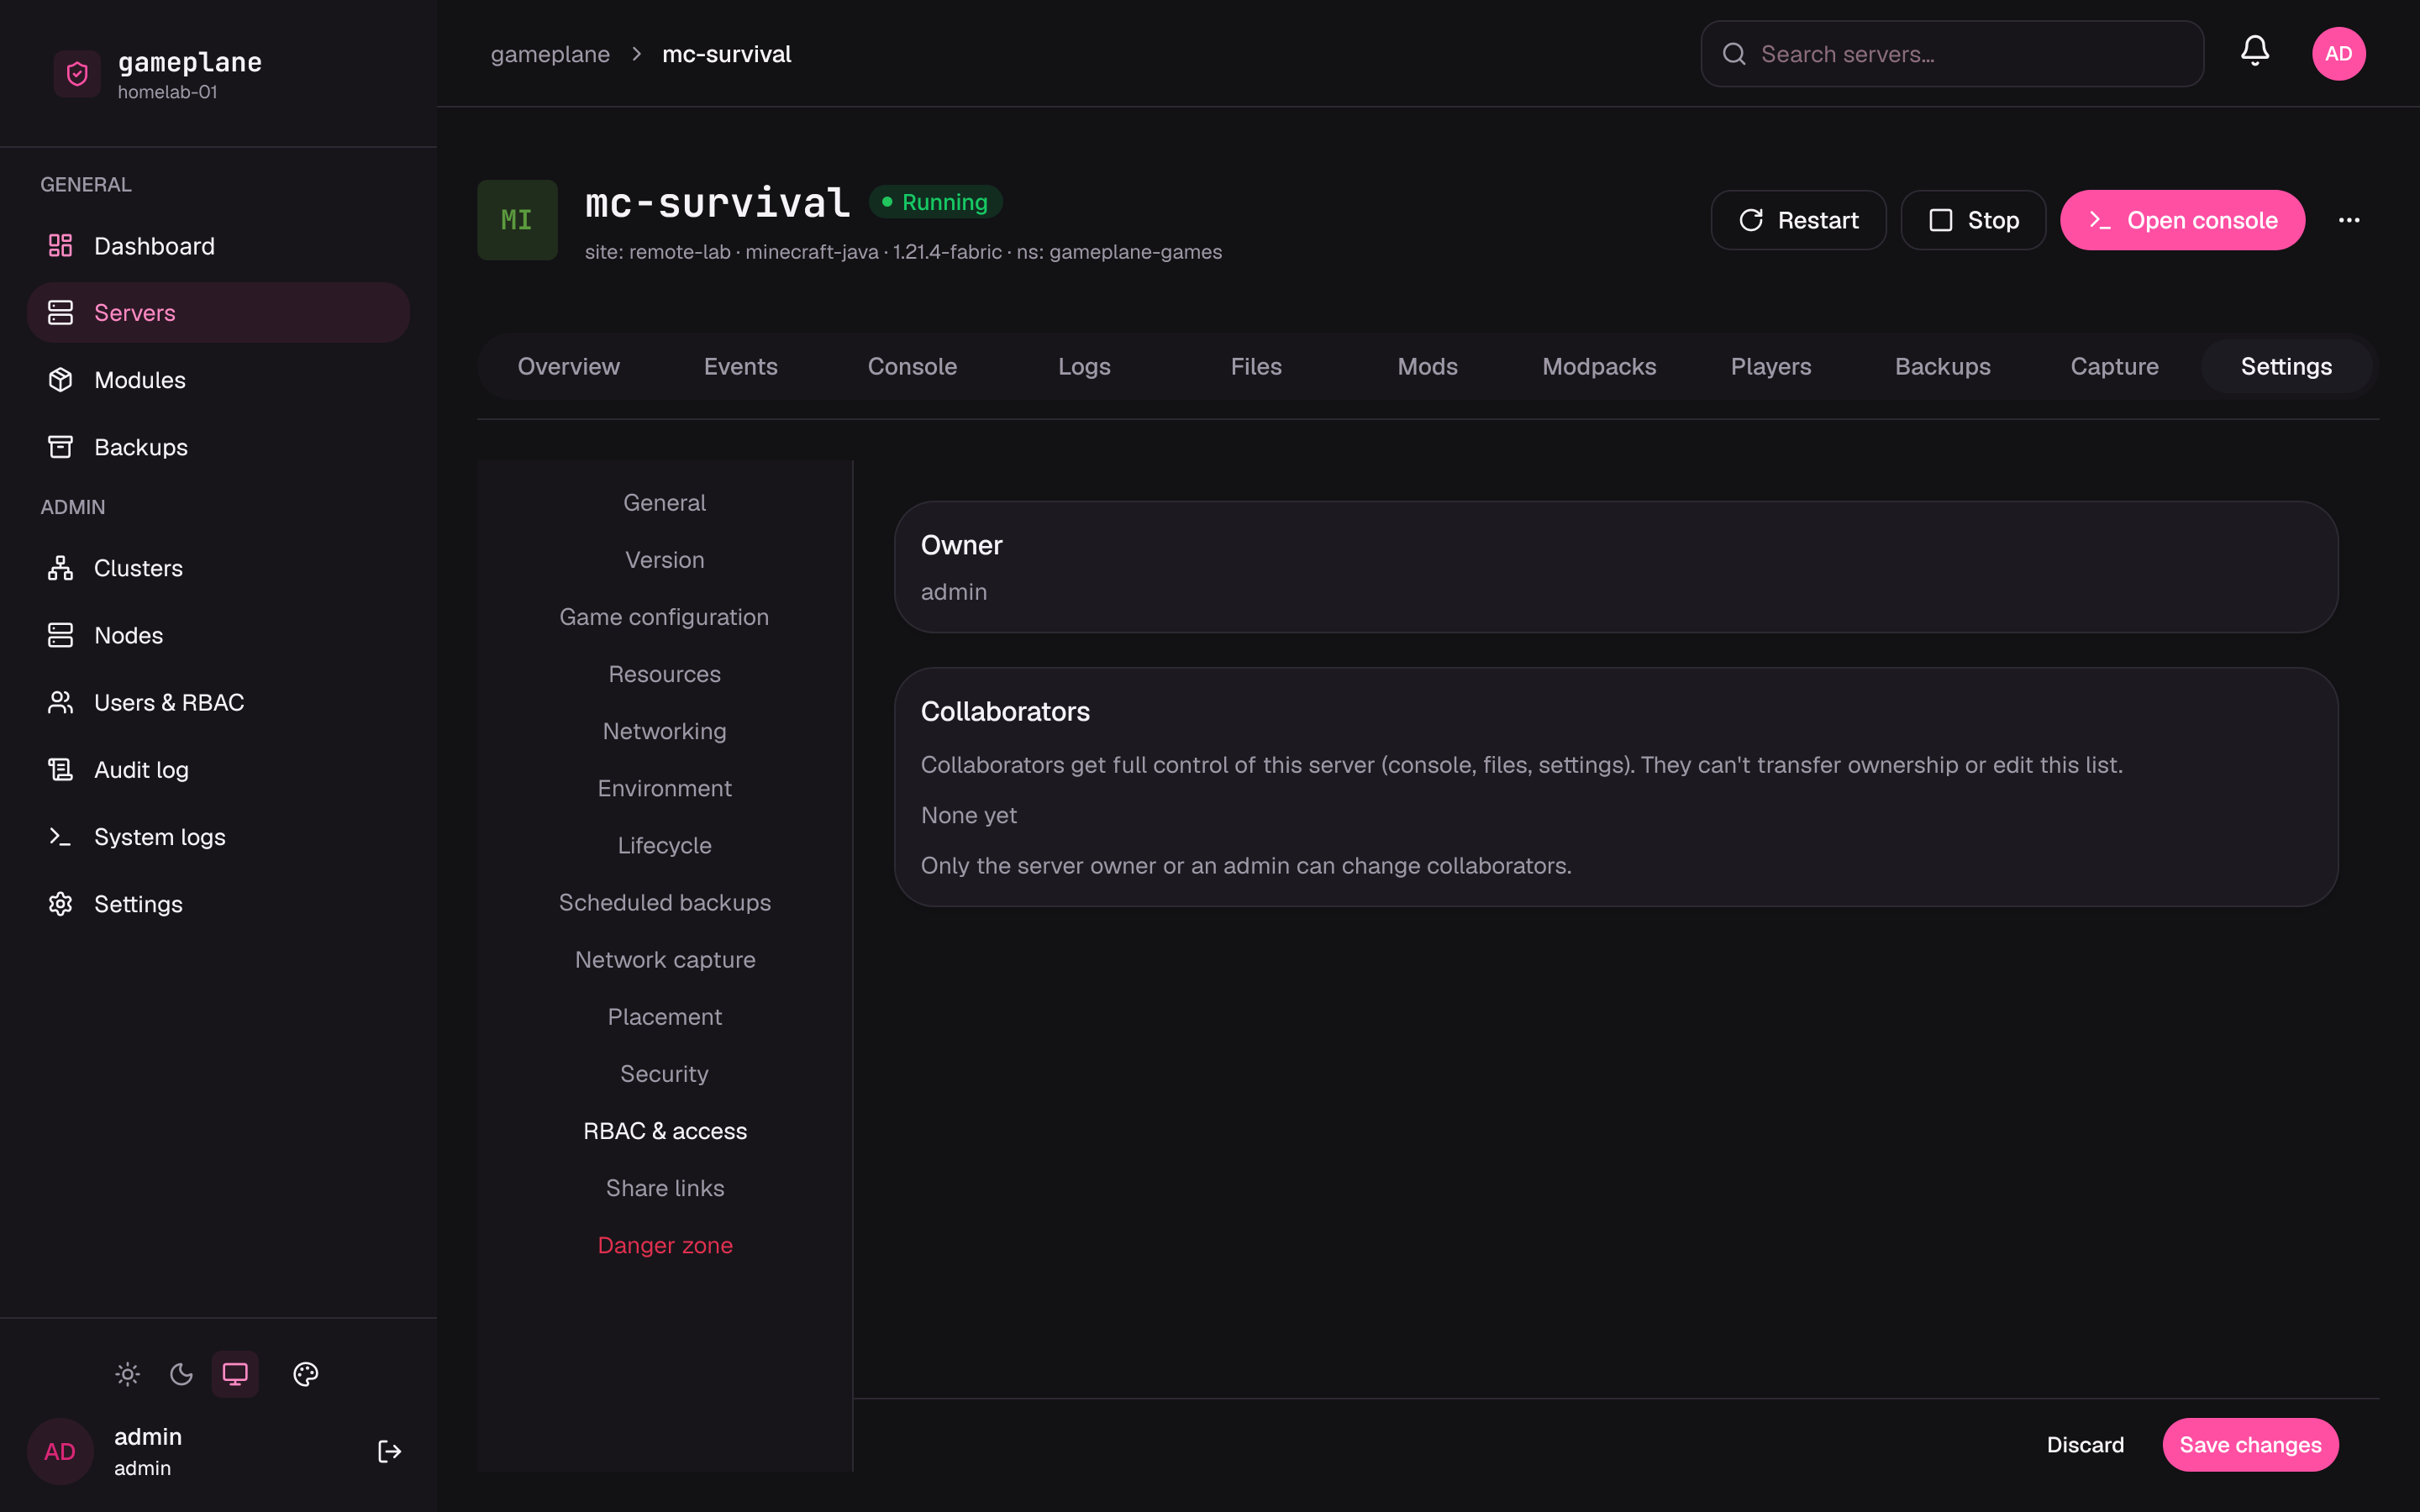 gameplane
homelab-01
GENERAL
Dashboard
Servers
Modules
Backups
ADMIN
Clusters
Nodes
Users & RBAC
Audit log
System logs
Settings
AD
admin
admin
gameplane > mc-survival
Search servers...
AD
MI
mc-survival
Running
site: remote-lab · minecraft-java · 1.21.4-fabric · ns: gameplane-games
Restart
Stop
Open console
Overview
Events
Console
Logs
Files
Mods
Modpacks
Players
Backups
Capture
Settings
General
Version
Game configuration
Resources
Networking
Environment
Lifecycle
Scheduled backups
Network capture
Placement
Security
RBAC & access
Share links
Danger zone
Owner
admin
Collaborators
Collaborators get full control of this server (console, files, settings). They can't transfer ownership or edit this list.
None yet
Only the server owner or an admin can change collaborators.
Discard
Save changes